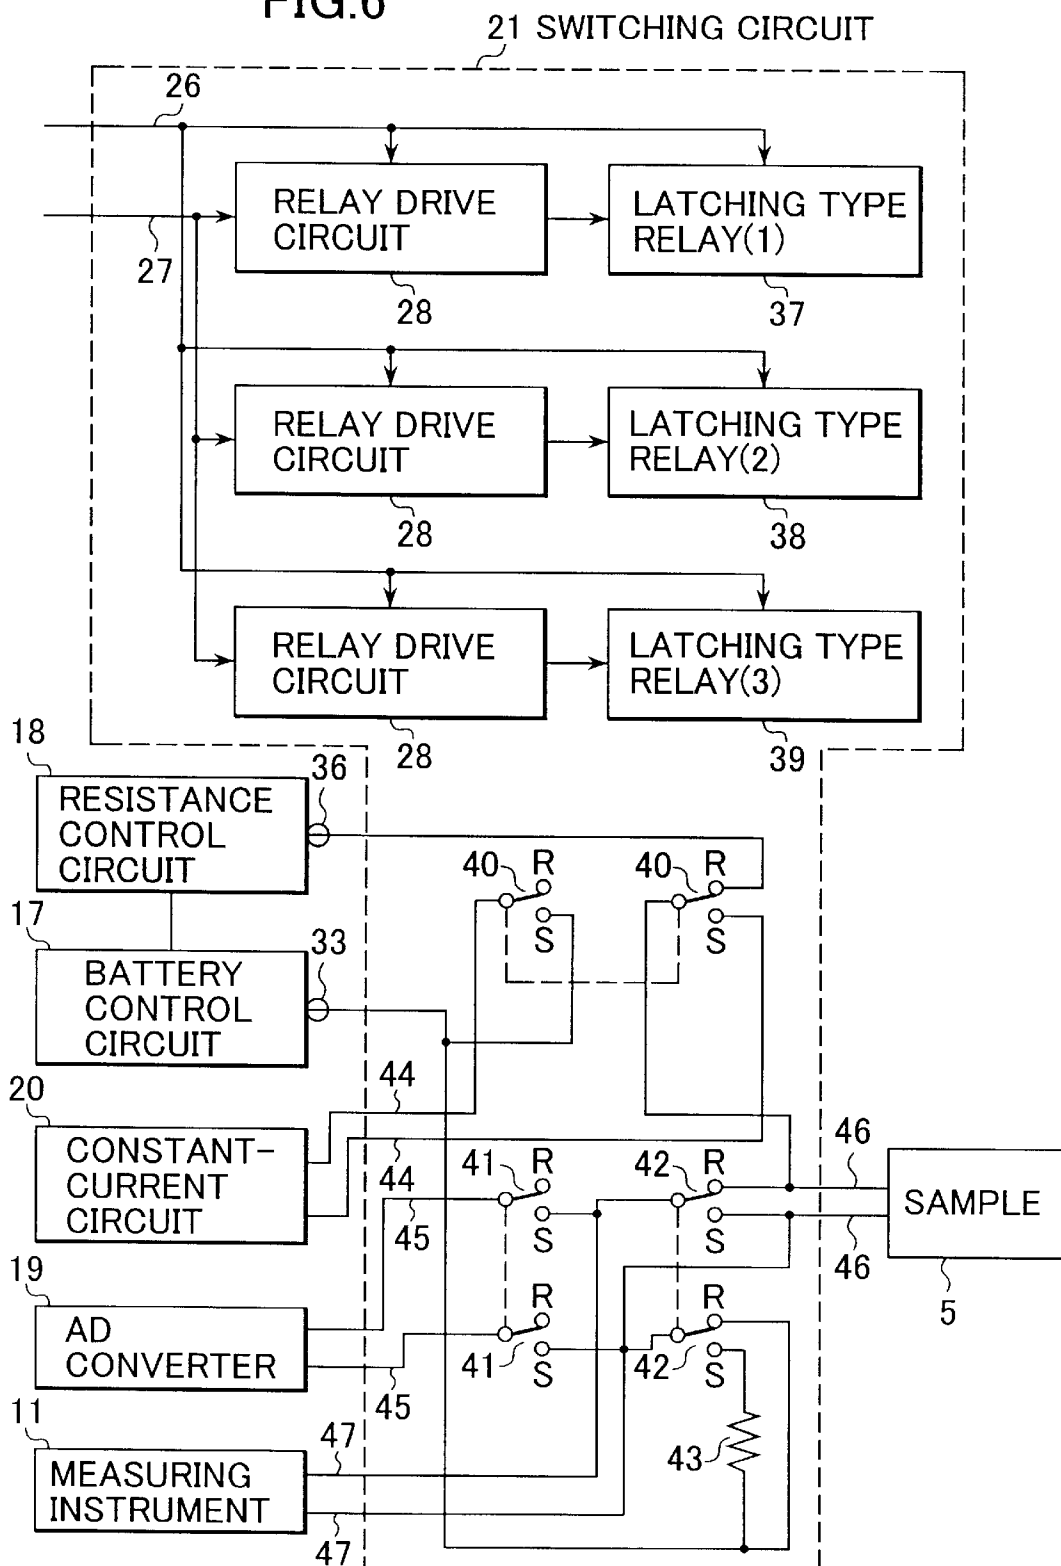 FIG.6
21 SWITCHING CIRCUIT
26
RELAY DRIVE
CIRCUIT
LATCHING TYPE
RELAY(1)
27
28
37
RELAY DRIVE
CIRCUIT
LATCHING TYPE
RELAY(2)
28
38
RELAY DRIVE
CIRCUIT
LATCHING TYPE
RELAY(3)
28
39
18
36
RESISTANCE
CONTROL
CIRCUIT
40
R
S
40
R
S
17
33
BATTERY
CONTROL
CIRCUIT
20
44
CONSTANT-
CURRENT
CIRCUIT
44
45
41
R
S
42
R
S
46
46
SAMPLE
5
19
AD
CONVERTER
45
41
R
S
42
R
S
43
11
MEASURING
INSTRUMENT
47
47